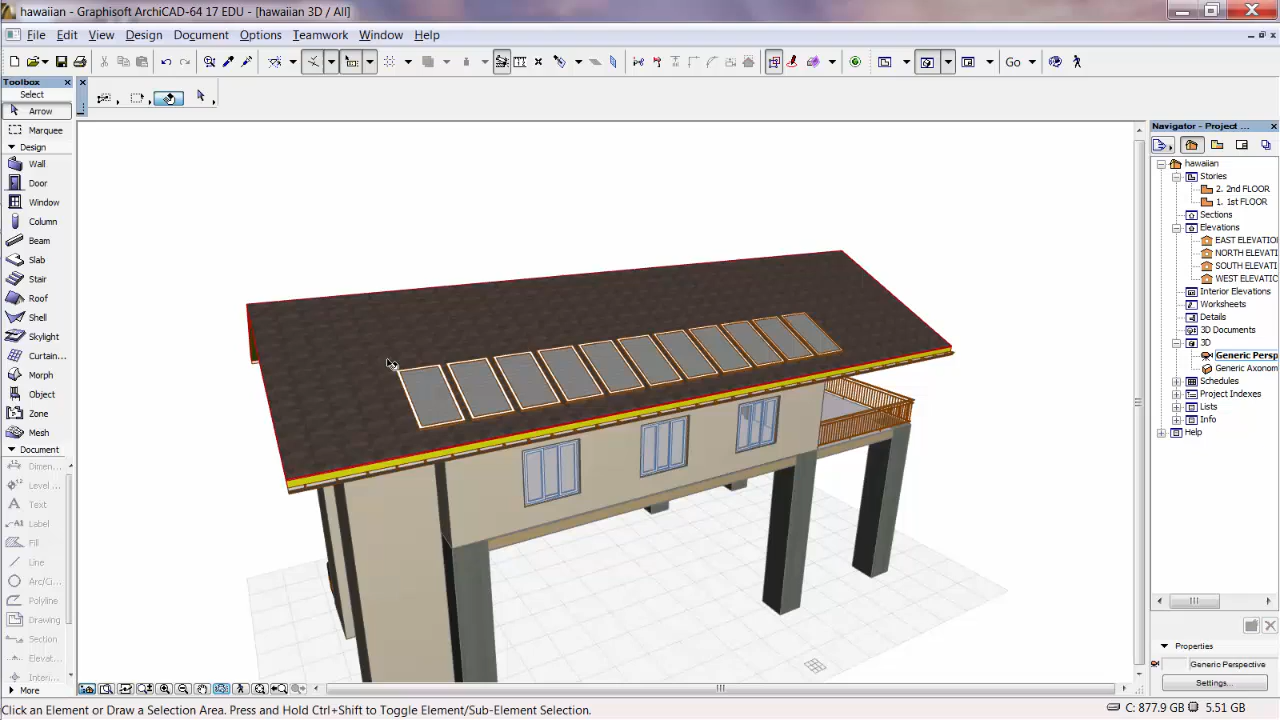 hawaiian - Graphisoft ArchiCAD-64 17 EDU - [hawaiian 3D / All]
File Edit View Design Document Options Teamwork Window Help
Go
Toolbox
Select
Arrow
Marquee
Design
Wall
Door
Window
Column
Beam
Slab
Stair
Roof
Shell
Skylight
Curtain...
Morph
Object
Zone
Mesh
Document
Dimen...
Level ...
Text
A1 Label
Fill
Line
Arc/Ci...
Polyline
Drawing
Section
Elevat...
Interi...
More
Navigator - Project ...
hawaiian
Stories
2. 2nd FLOOR
1. 1st FLOOR
Sections
Elevations
EAST ELEVATIO
NORTH ELEVATI
SOUTH ELEVATI
WEST ELEVATIO
Interior Elevations
Worksheets
Details
3D Documents
3D
Generic Persp
Generic Axonom
Schedules
Project Indexes
Lists
Info
Help
Properties
Generic Perspective
Settings...
Click an Element or Draw a Selection Area. Press and Hold Ctrl+Shift to Toggle Element/Sub-Element Selection.
C: 877.9 GB 5.51 GB